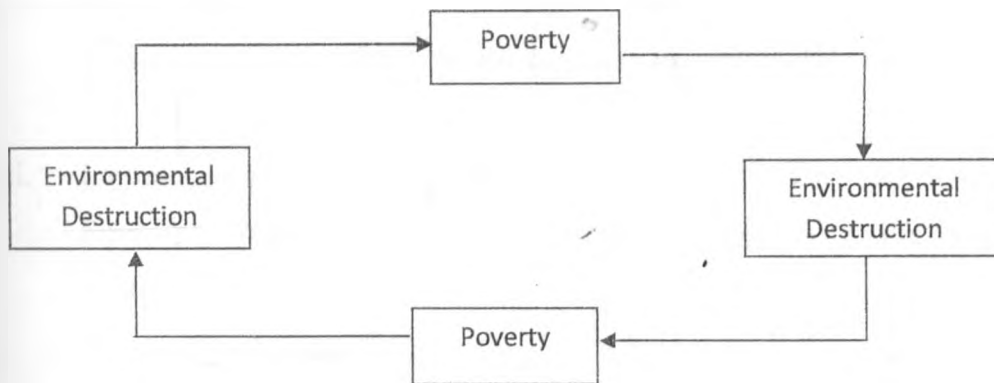 Poverty
Environmental
Destruction
Environmental
Destruction
Poverty